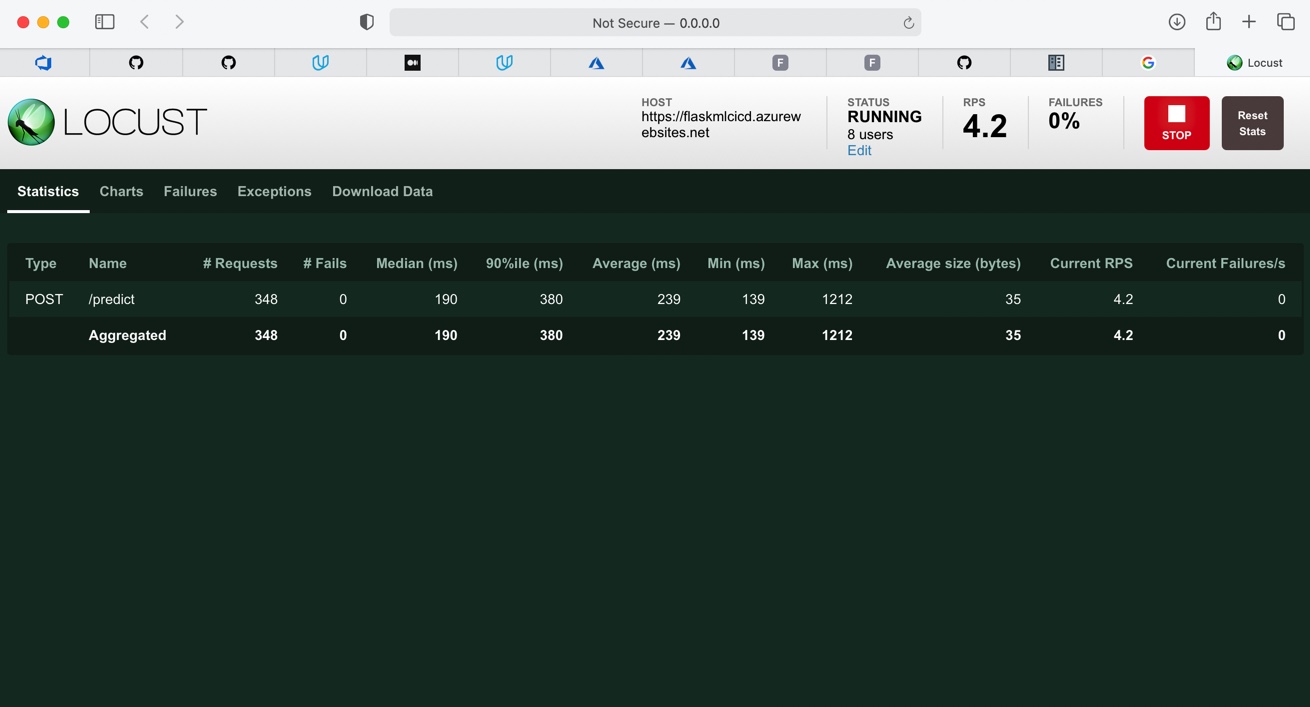 Not Secure — 0.0.0.0
F
F
G
Locust
LOCUST
HOST
https://flaskmlcicd.azurew
ebsites.net
STATUS
RUNNING
8 users
Edit
RPS
4.2
FAILURES
0%
STOP
Reset
Stats
Statistics Charts Failures Exceptions Download Data
Type Name # Requests # Fails Median (ms) 90%ile (ms) Average (ms) Min (ms) Max (ms) Average size (bytes) Current RPS Current Failures/s
POST /predict 348 0 190 380 239 139 1212 35 4.2 0
Aggregated 348 0 190 380 239 139 1212 35 4.2 0